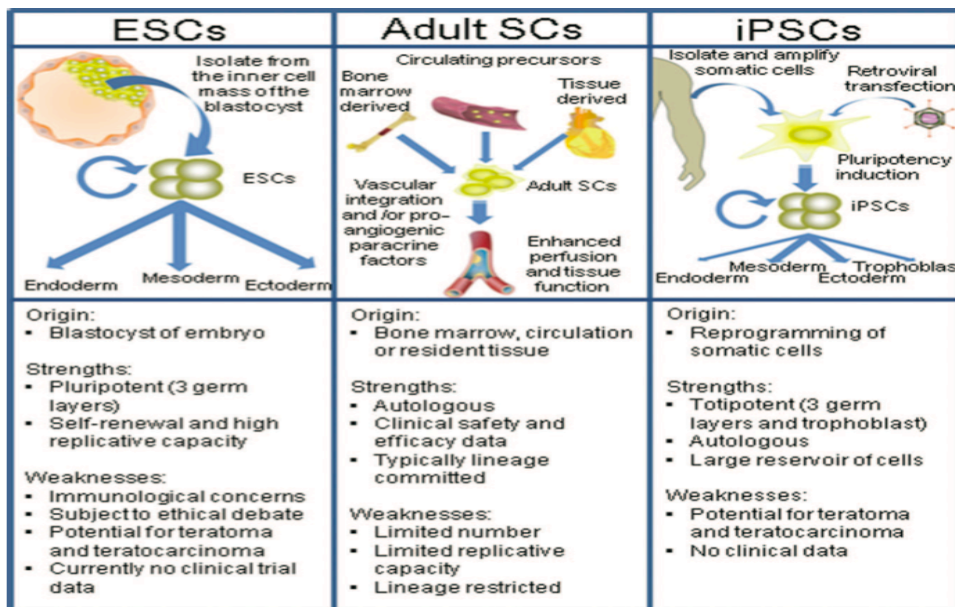 ESCs
Isolate from
the inner cell
mass of the
blastocyst
ESCs
Endoderm
Mesoderm
Ectoderm
Origin:
▪ Blastocyst of embryo
Strengths:
▪ Pluripotent (3 germ
layers)
▪ Self-renewal and high
replicative capacity
Weaknesses:
▪ Immunological concerns
▪ Subject to ethical debate
▪ Potential for teratoma
and teratocarcinoma
▪ Currently no clinical trial
data
Adult SCs
Circulating precursors
Bone
marrow derived
Tissue
derived
Adult SCs
Vascular
integration
and /or pro-
angiogenic
paracrine
factors
Enhanced
perfusion
and tissue
function
Origin:
▪ Bone marrow, circulation
or resident tissue
Strengths:
▪ Autologous
▪ Clinical safety and
efficacy data
▪ Typically lineage
committed
Weaknesses:
▪ Limited number
▪ Limited replicative
capacity
▪ Lineage restricted
iPSCs
Isolate and amplify
somatic cells
Retroviral
transfection
Pluripotency
induction
iPSCs
Mesoderm Trophoblast
Endoderm Ectoderm
Origin:
▪ Reprogramming of
somatic cells
Strengths:
▪ Totipotent (3 germ
layers and trophoblast)
▪ Autologous
▪ Large reservoir of cells
Weaknesses:
▪ Potential for teratoma
and teratocarcinoma
▪ No clinical data